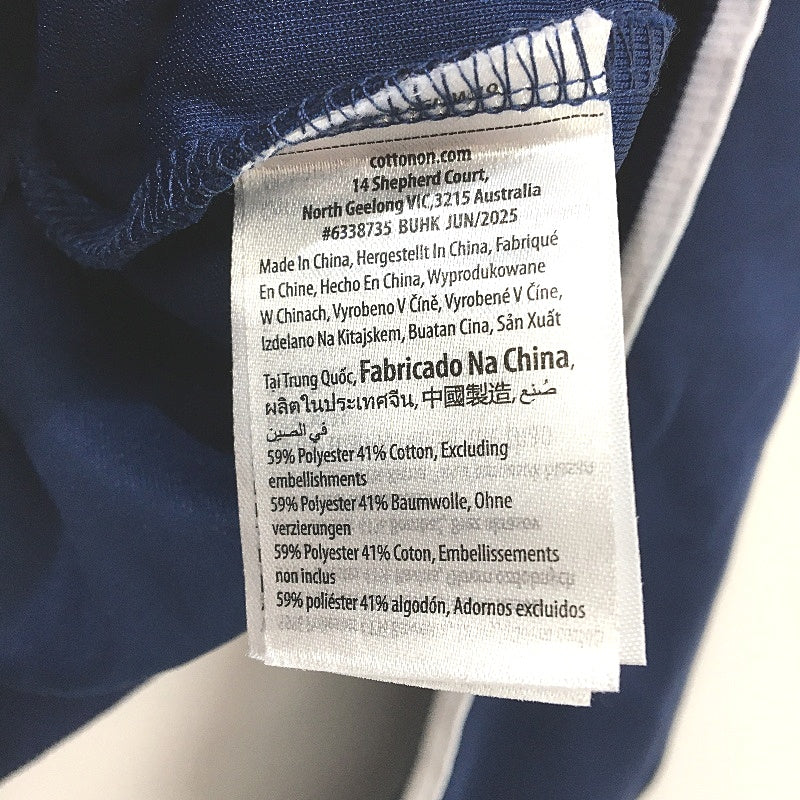 cottonon.com
14 Shepherd Court,
North Geelong VIC,3215 Australia
#6338735 BUHK JUN/2025
Made In China, Hergestellt In China, Fabriqué
En Chine, Hecho En China, Wyprodukowane
W Chinach, Vyrobeno V Číně, Vyrobené V Číne,
Izdelano Na Kitajskem, Buatan Cina, Sản Xuất
Tại Trung Quốc, Fabricado Na China,
ผลิตในประเทศจีน, 中國製造, صُنِع
في الصين
59% Polyester 41% Cotton, Excluding
embellishments
59% Polyester 41% Baumwolle, Ohne
verzierungen
59% Polyester 41% Coton, Embellissements
non inclus
59% poliéster 41% algodón, Adornos excluidos